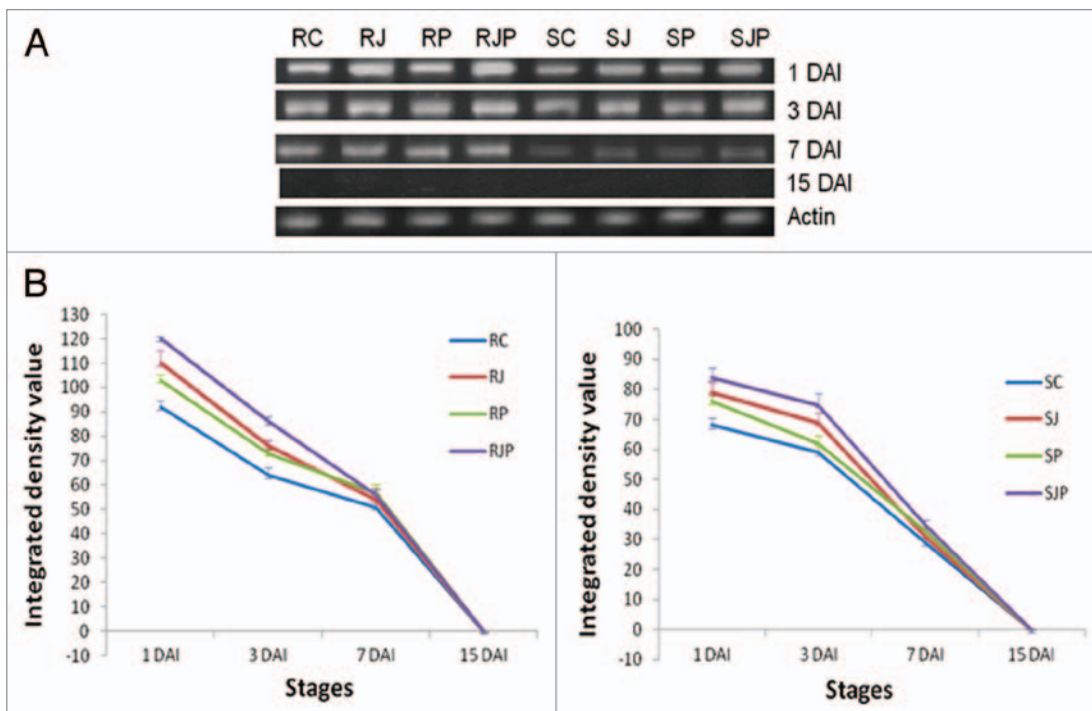 A
RC RJ RP RJP SC SJ SP SJP
1 DAI
3 DAI
7 DAI
15 DAI
Actin
B
Integrated density value
130
120
110
100
90
80
70
60
50
40
30
20
10
0
-10
1 DAI 3 DAI 7 DAI 15 DAI
Stages
RC
RJ
RP
RJP
Integrated density value
100
90
80
70
60
50
40
30
20
10
0
-10
1 DAI 3 DAI 7 DAI 15 DAI
Stages
SC
SJ
SP
SJP